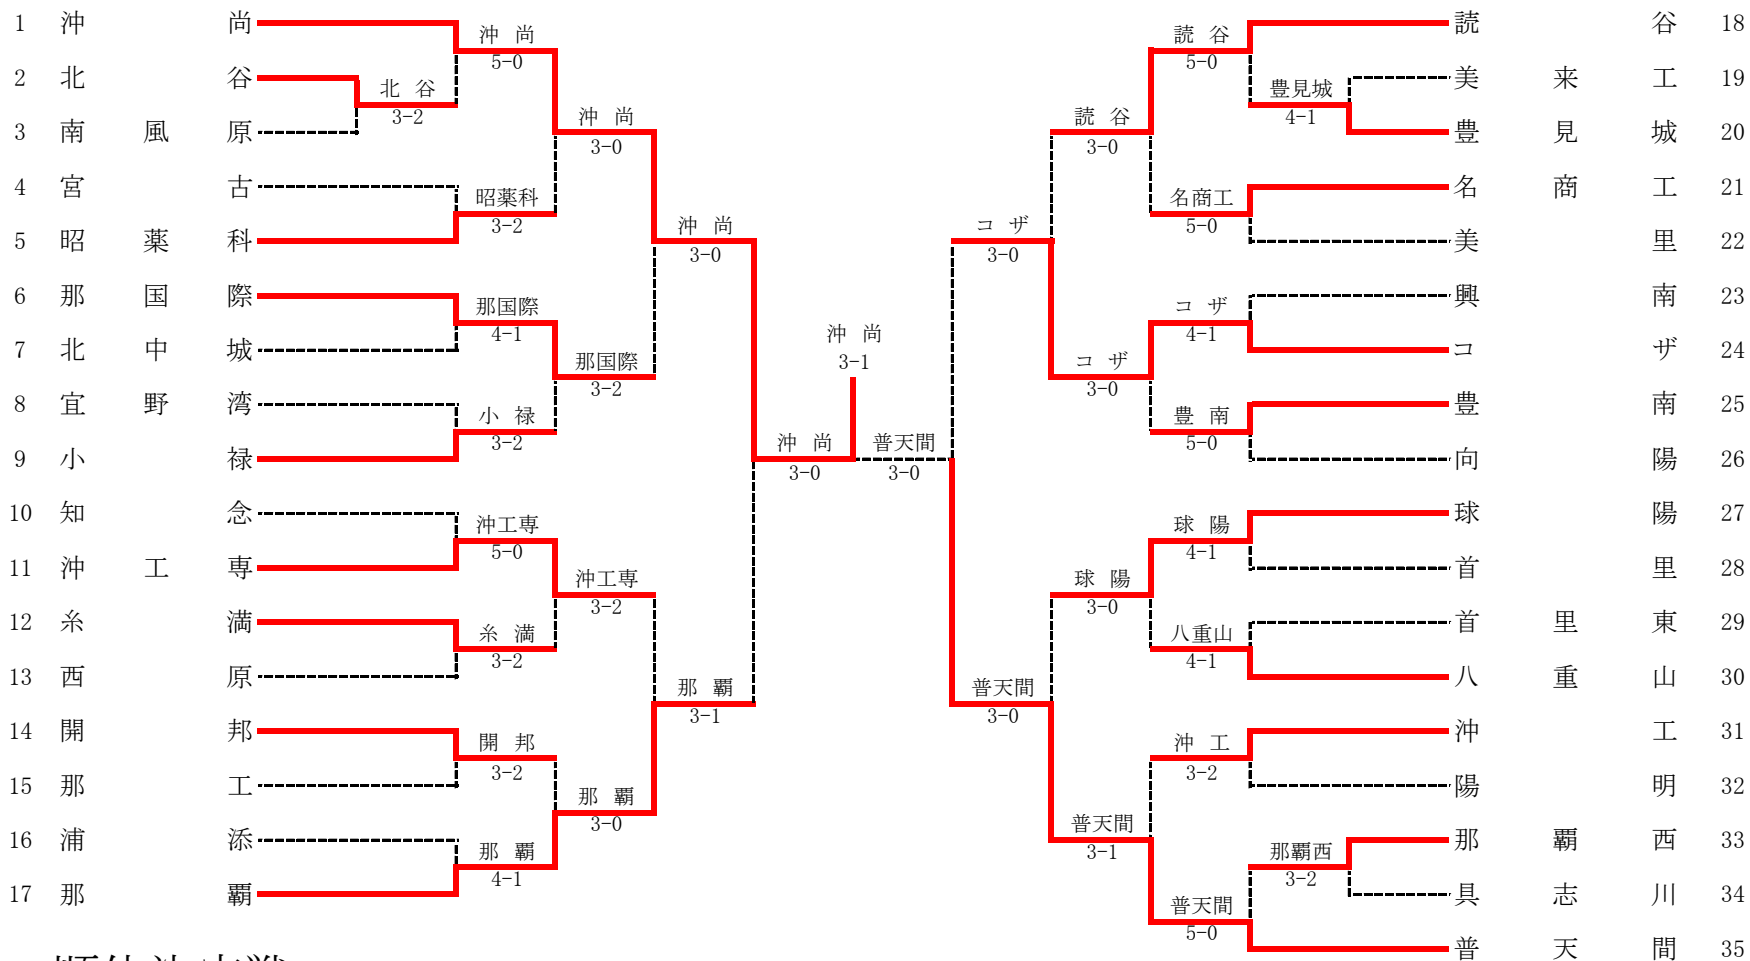 1 沖尚
2 北谷
3 南風原
4 宮古
5 昭薬科
6 那国際
7 北中城
8 宜野湾
9 小禄
10 知念
11 沖工専
12 糸満
13 西原
14 開邦
15 那工
16 浦添
17 那覇
北谷
3-2
沖尚
5-0
昭薬科
3-2
那国際
4-1
小禄
3-2
沖工専
5-0
糸満
3-2
開邦
3-2
那覇
4-1
沖尚
3-0
那国際
3-2
沖工専
3-2
那覇
3-0
沖尚
3-0
那覇
3-1
沖尚
3-0
沖尚
3-1
普天間
3-0
コザ
3-0
普天間
3-0
読谷
3-0
コザ
3-0
球陽
3-0
普天間
3-1
読谷
5-0
名商工
5-0
コザ
4-1
豊南
5-0
球陽
4-1
八重山
4-1
沖工
3-2
普天間
5-0
豊見城
4-1
那覇西
3-2
読谷 18
美来工 19
豊見城 20
名商工 21
美里 22
興南 23
コザ 24
豊南 25
向陽 26
球陽 27
首里 28
首里東 29
八重山 30
沖工 31
陽明 32
那覇西 33
具志川 34
普天間 35